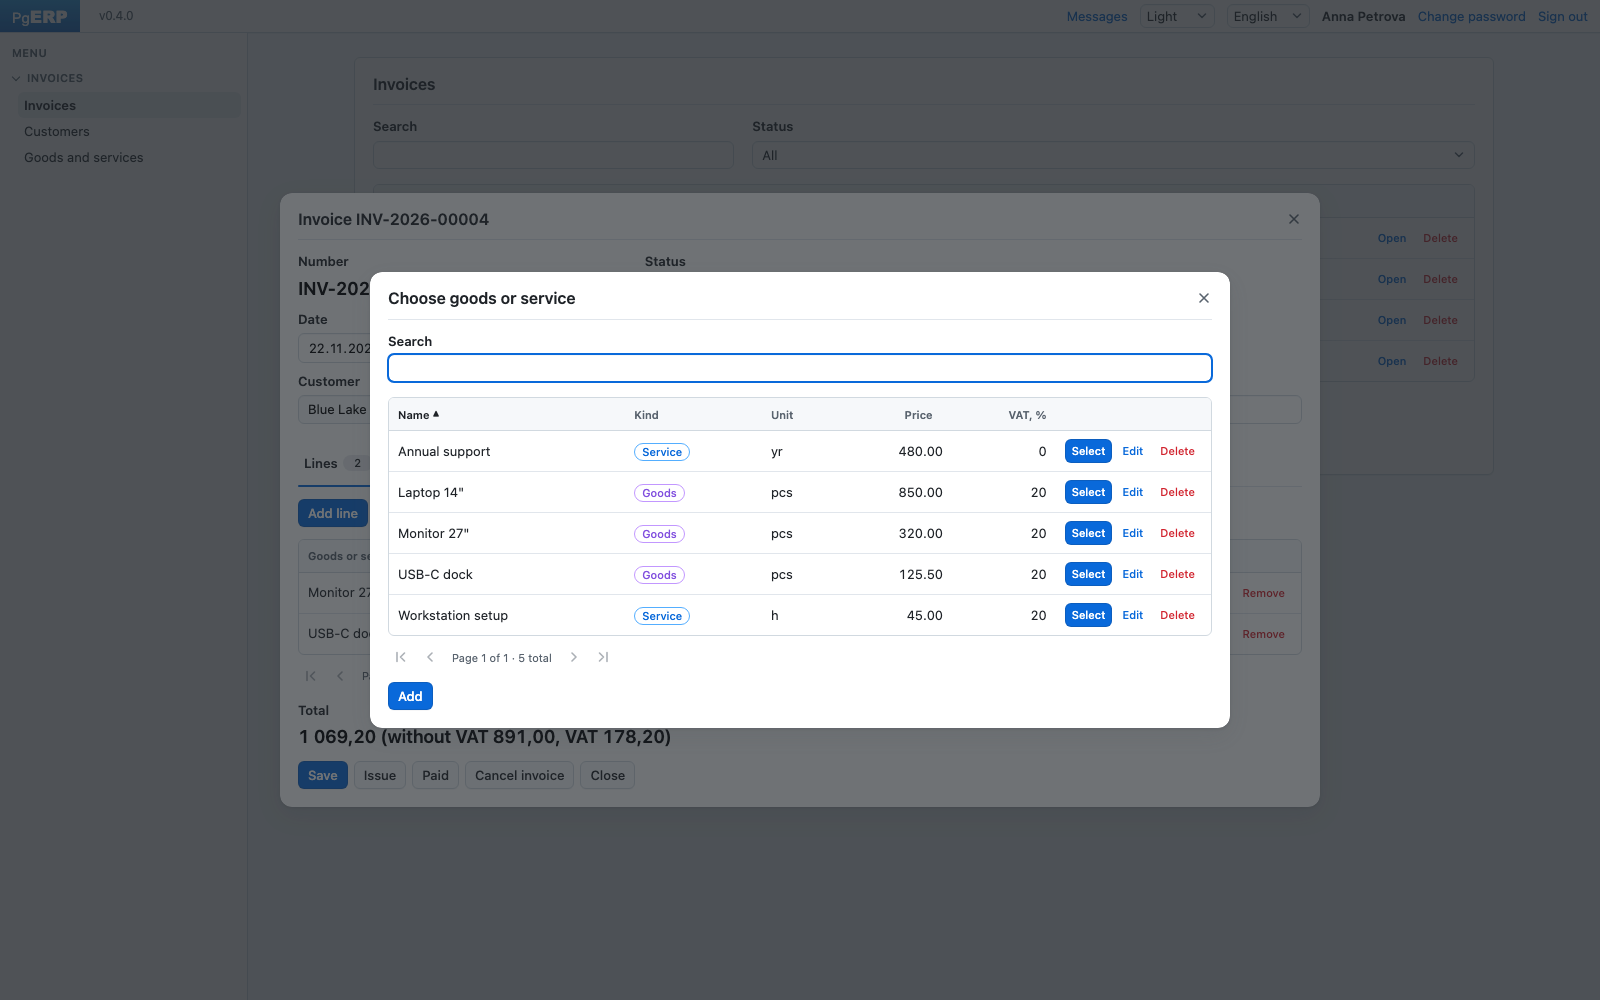 PgERP v0.4.0 Messages Light English Anna Petrova Change password Sign out
MENU
INVOICES
Invoices
Customers
Goods and services
Invoices
Search Status
All
Open Delete
Open Delete
Open Delete
Open Delete
Invoice INV-2026-00004
Number Status
INV-202
Date
22.11.202
Customer
Blue Lake
Lines 2
Add line
Goods or se
Monitor 27 Remove
USB-C do Remove
Total
1 069,20 (without VAT 891,00, VAT 178,20)
Save Issue Paid Cancel invoice Close
Choose goods or service
Search
Name Kind Unit Price VAT, %
Annual support Service yr 480.00 0 Select Edit Delete
Laptop 14" Goods pcs 850.00 20 Select Edit Delete
Monitor 27" Goods pcs 320.00 20 Select Edit Delete
USB-C dock Goods pcs 125.50 20 Select Edit Delete
Workstation setup Service h 45.00 20 Select Edit Delete
Page 1 of 1 · 5 total
Add